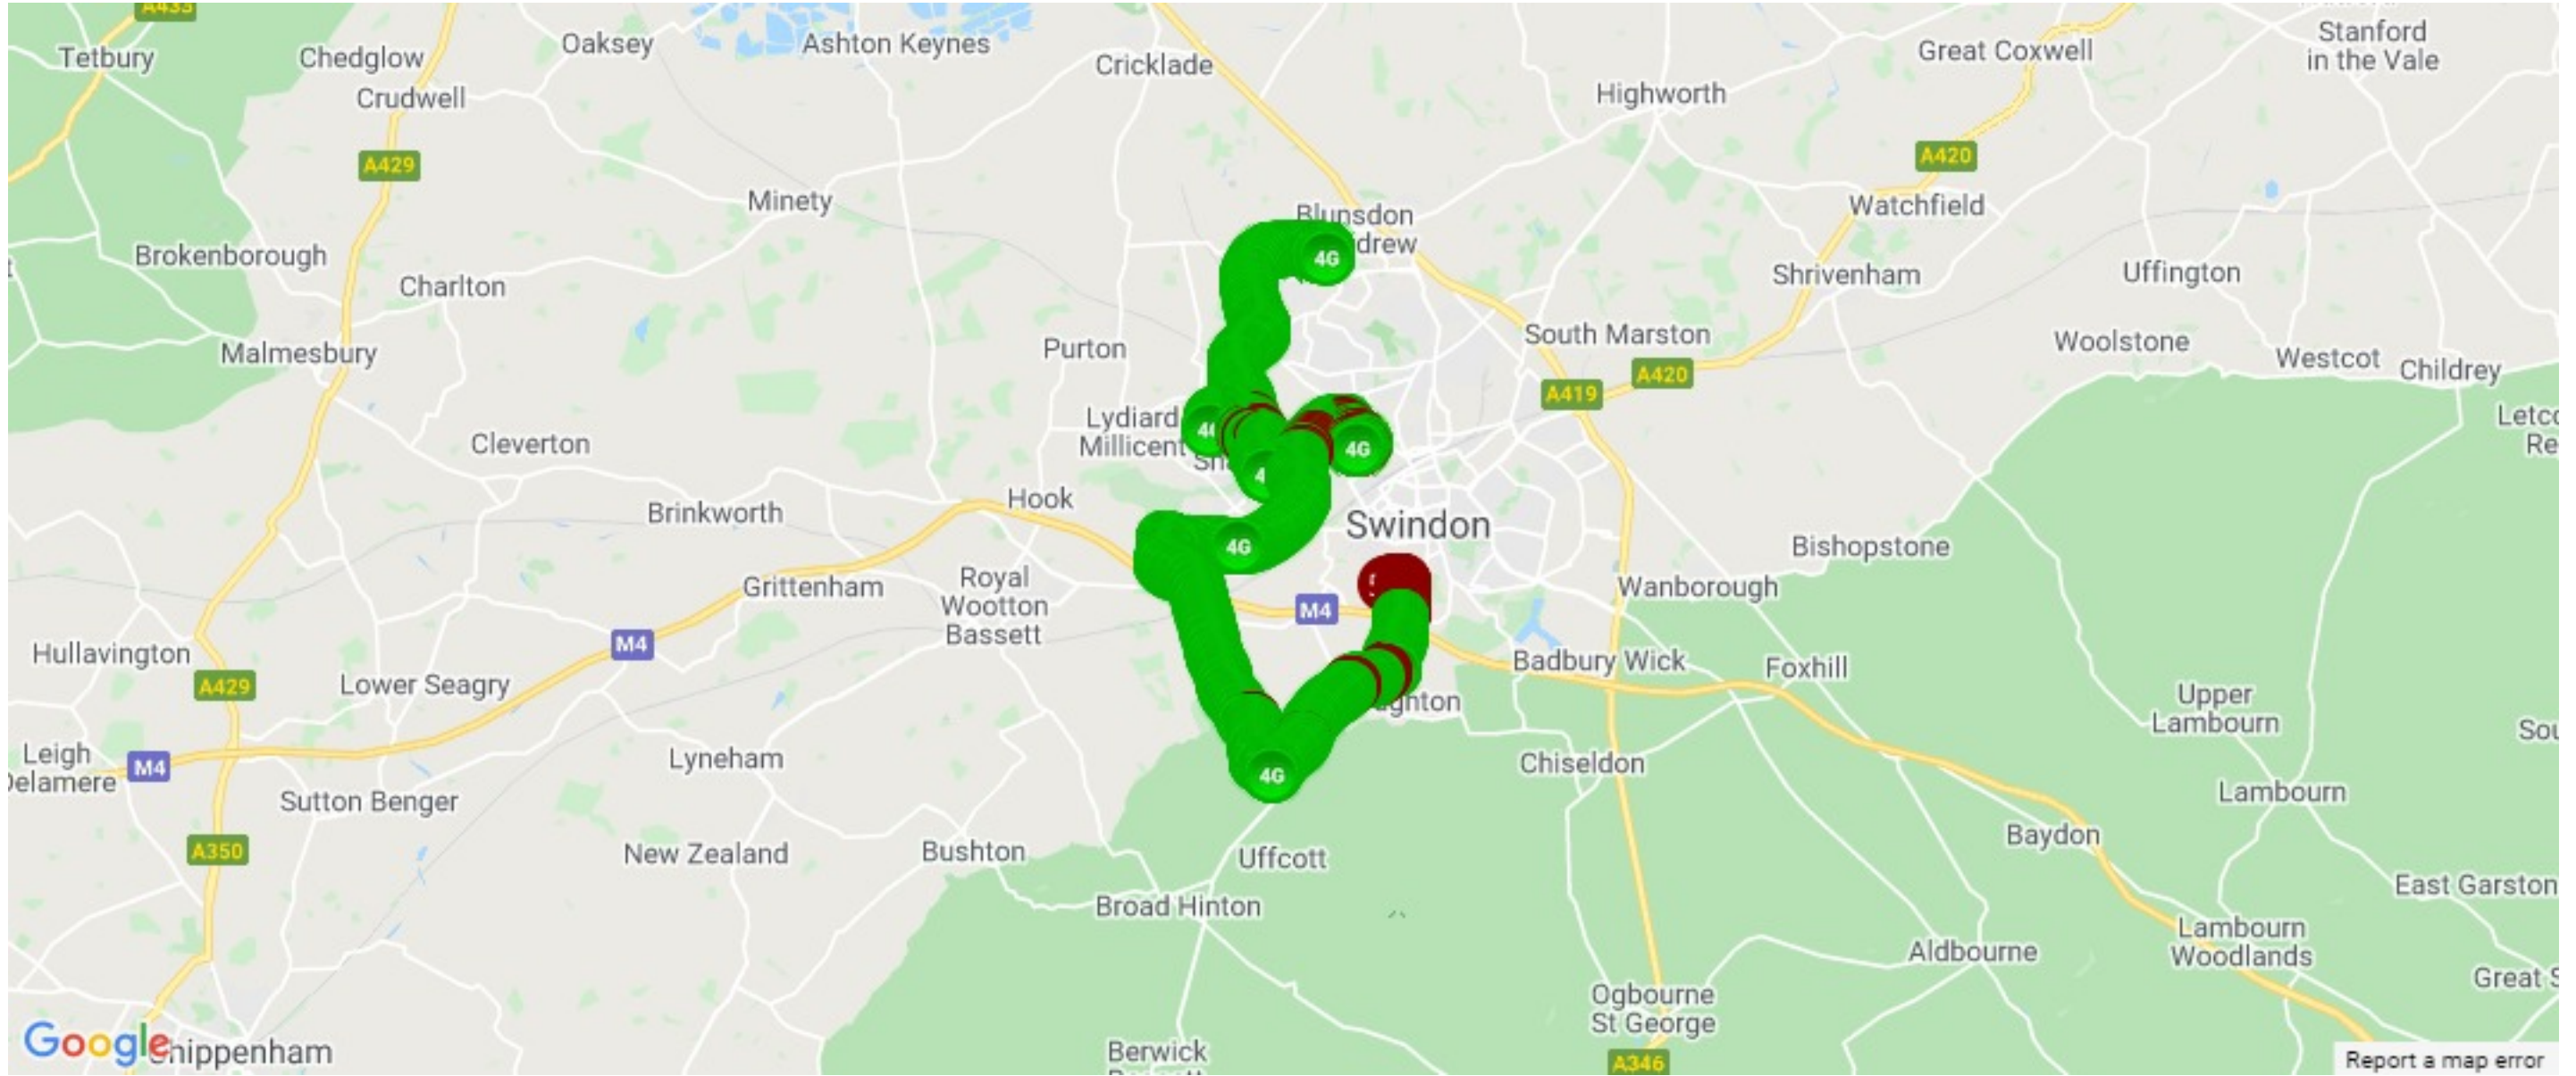 A433
Tetbury
Chedglow
Oaksey
Ashton Keynes
Cricklade
Great Coxwell
Stanford
in the Vale
Crudwell
Highworth
A429
A420
Minety
Watchfield
Blunsdon
drew
Brokenborough
Charlton
Shrivenham
Uffington
4G
Malmesbury
Purton
South Marston
Woolstone
Westcot
Childrey
A420
A419
Lydiard
Millicent
4G
Cleverton
Hook
Brinkworth
Swindon
4G
Bishopstone
Grittenham
Royal
Wootton
Bassett
M4
Wanborough
M4
Hullavington
A429
Lower Seagry
Badbury Wick
Foxhill
Upper
Lambourn
Leigh
Delamere
M4
Lyneham
4G
Chiseldon
Lambourn
Sutton Benger
A350
New Zealand
Bushton
Uffcott
Baydon
East Garston
Broad Hinton
Aldbourne
Lambourn
Woodlands
Ogbourne
St George
Google
hippenham
Berwick
A346
Report a map error